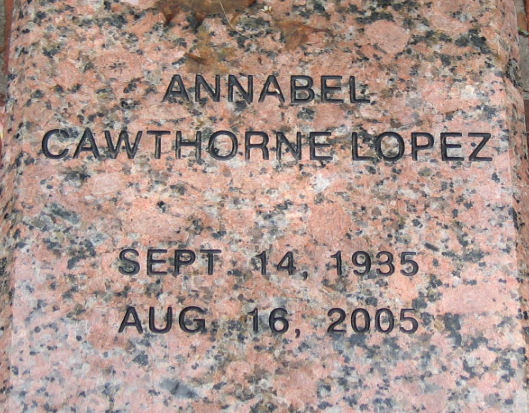 ANNABEL
CAWTHORNE LOPEZ
SEPT 14, 1935
AUG 16, 2005